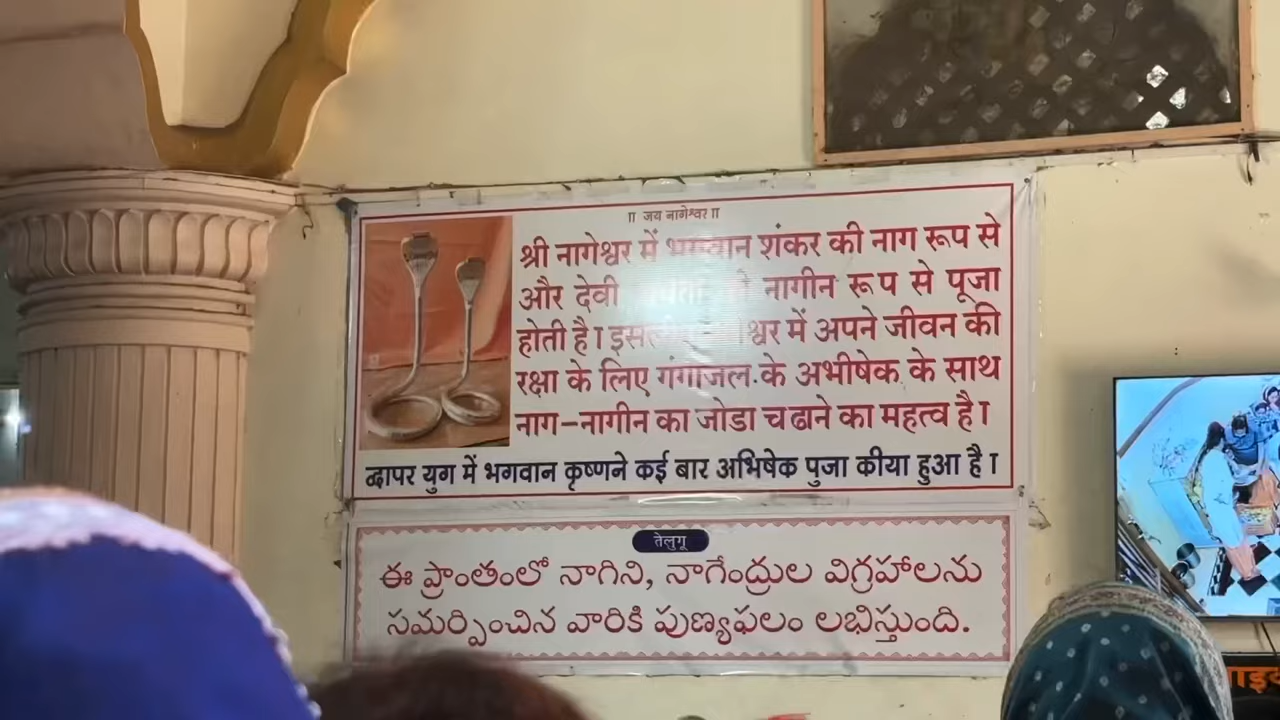 ॥ जय नागेश्वर ॥
श्री नागेश्वर में भगवान शंकर की नाग रूप से
और देवी नागीन रूप से पूजा
होती है। में अपने जीवन की
रक्षा के लिए गंगाजल के अभीषेक के साथ
नाग-नागीन का जोडा चढाने का महत्व है।
द्वापर युग में भगवान कृष्णने कई बार अभिषेक पुजा कीया हुआ है।
तेलुगू
ఈ ప్రాంతంలో నాగిని, నాగేంద్రుల విగ్రహాలను
సమర్పించిన వారికి పుణ్యఫలం లభిస్తుంది.